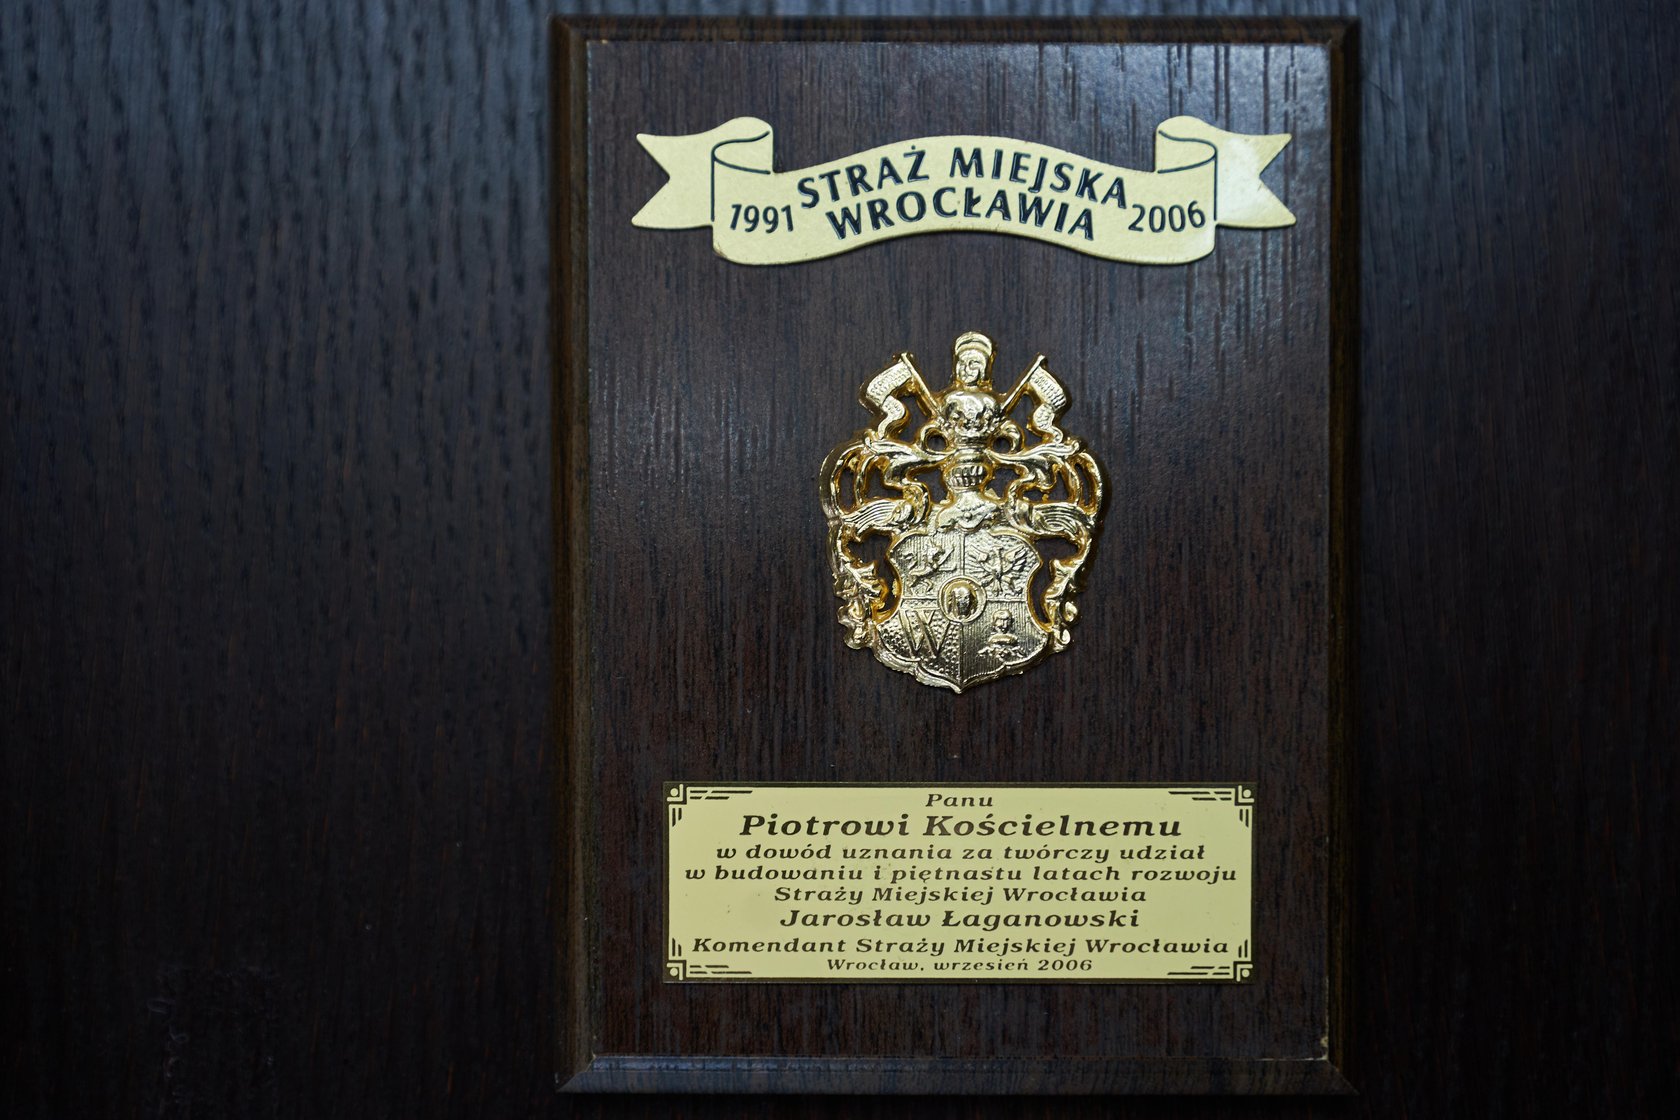 STRAŻ MIEJSKA
1991 WROCŁAWIA 2006
W
Panu
Piotrowi Kościelnemu
w dowód uznania za twórczy udział
w budowaniu i piętnastu latach rozwoju
Straży Miejskiej Wrocławia
Jarosław Łaganowski
Komendant Straży Miejskiej Wrocławia
Wrocław, wrzesień 2006